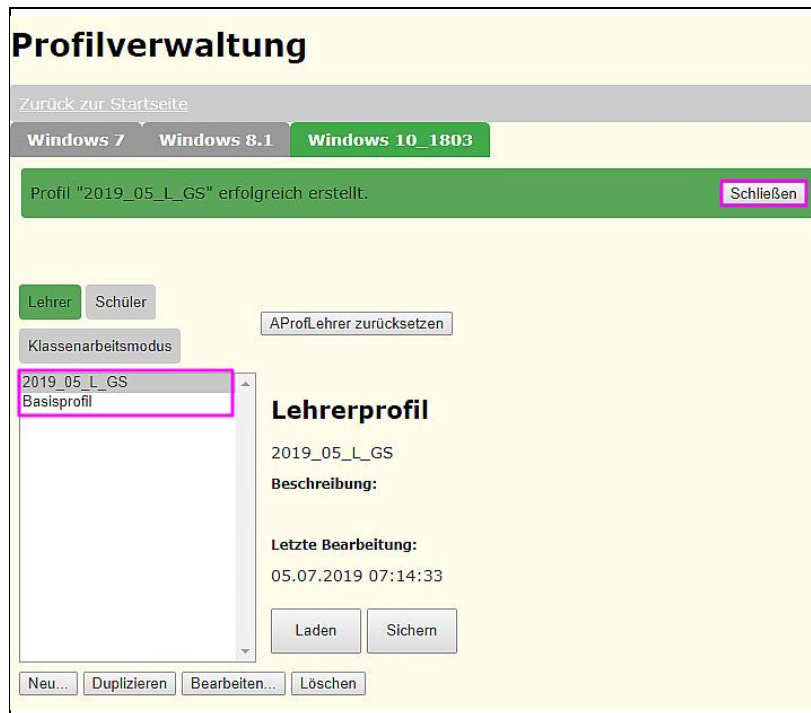 Profilverwaltung
Zurück zur Startseite
Windows 7 Windows 8.1 Windows 10_1803
Profil "2019_05_L_GS" erfolgreich erstellt. Schließen
Lehrer Schüler
AProfLehrer zurücksetzen
Klassenarbeitsmodus
2019_05_L_GS
Basisprofil
Lehrerprofil
2019_05_L_GS
Beschreibung:
Letzte Bearbeitung:
05.07.2019 07:14:33
Laden Sichern
Neu... Duplizieren Bearbeiten... Löschen